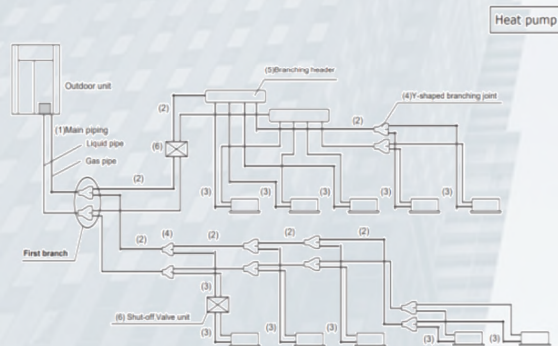 Heat pump
Outdoor unit
(5)Branching header
(4)Y-shaped branching joint
(2)
(2)
(1)Main piping
Liquid pipe
Gas pipe
(6)
(2)
(3)
(3)
(3)
(3)
(3)
First branch
(2)
(4)
(2)
(2)
(2)
(3)
(6) Shut-off Valve unit
(3)
(3)
(3)
(3)
(3)